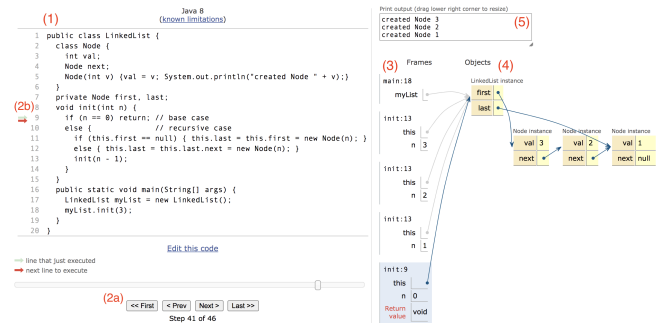 Java 8
(known limitations)
(1)
1 public class LinkedList {
2 class Node {
3 int val;
4 Node next;
5 Node(int v) {val = v; System.out.println("created Node " + v);}
6 }
7 private Node first, last;
(2b)
8 void init(int n) {
9 if (n == 0) return; // base case
10 else { // recursive case
11 if (this.first == null) { this.last = this.first = new Node(n); }
12 else { this.last = this.last.next = new Node(n); }
13 init(n - 1);
14 }
15 }
16 public static void main(String[] args) {
17 LinkedList myList = new LinkedList();
18 myList.init(3);
19 }
20 }
Edit this code
line that just executed
next line to execute
(2a)
<< First < Prev Next > Last >>
Step 41 of 46
Print output (drag lower right corner to resize)
created Node 3
created Node 2
created Node 1
(5)
(3) Frames Objects (4)
main:18
myList
LinkedList instance
first
last
init:13
this
n 3
Node instance Node instance Node instance
val 3 val 2 val 1
next next next null
init:13
this
n 2
init:13
this
n 1
init:9
this
n 0
Return
value void